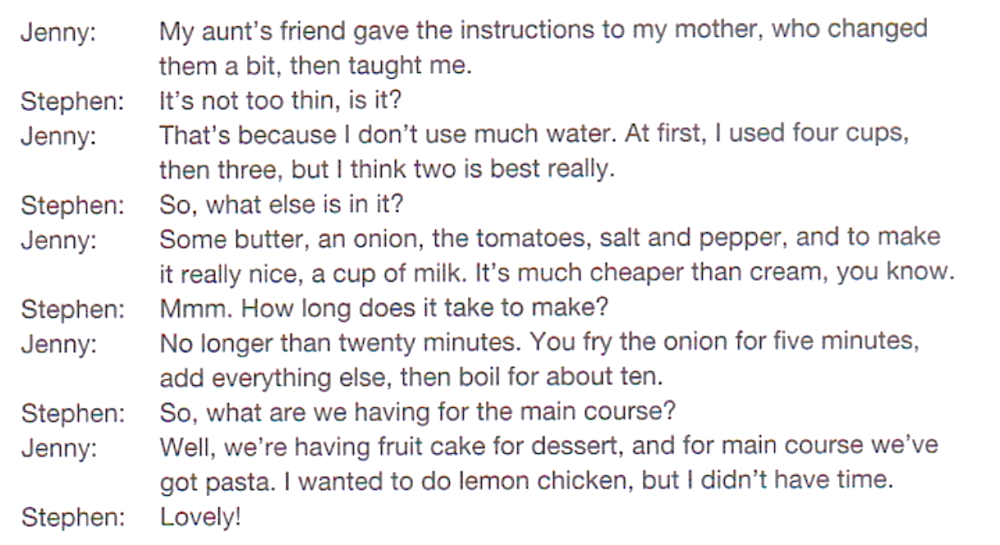 Jenny: My aunt's friend gave the instructions to my mother, who changed
them a bit, then taught me.
Stephen: It's not too thin, is it?
Jenny: That's because I don't use much water. At first, I used four cups,
then three, but I think two is best really.
Stephen: So, what else is in it?
Jenny: Some butter, an onion, the tomatoes, salt and pepper, and to make
it really nice, a cup of milk. It's much cheaper than cream, you know.
Stephen: Mmm. How long does it take to make?
Jenny: No longer than twenty minutes. You fry the onion for five minutes,
add everything else, then boil for about ten.
Stephen: So, what are we having for the main course?
Jenny: Well, we're having fruit cake for dessert, and for main course we've
got pasta. I wanted to do lemon chicken, but I didn't have time.
Stephen: Lovely!